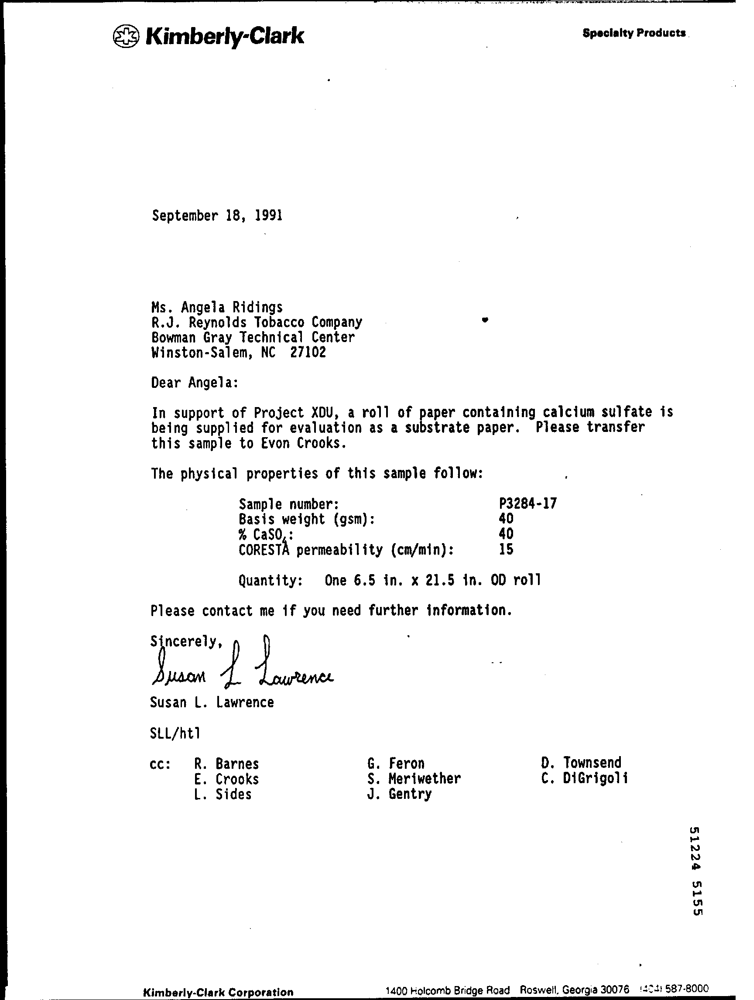 Kimberly-Clark
Specialty Products
September 18, 1991
Ms. Angela Ridings
R.J. Reynolds Tobacco Company
Bowman Gray Technical Center
Winston-Salem, NC 27102
Dear Angela:
In support of Project XDU, a roll of paper containing calcium sulfate is
being supplied for evaluation as a substrate paper. Please transfer
this sample to Evon Crooks.
The physical properties of this sample follow:
Sample number: P3284-17
Basis weight (gsm): 40
% CaSO₄: 40
CORESTA permeability (cm/min): 15
Quantity: One 6.5 in. x 21.5 in. OD roll
Please contact me if you need further information.
Sincerely,
Susan L Lawrence
Susan L. Lawrence
SLL/htl
cc: R. Barnes G. Feron D. Townsend
E. Crooks S. Meriwether C. DiGrigoli
L. Sides J. Gentry
51224 5155
Kimberly-Clark Corporation 1400 Holcomb Bridge Road Roswell, Georgia 30076 (404) 587-8000